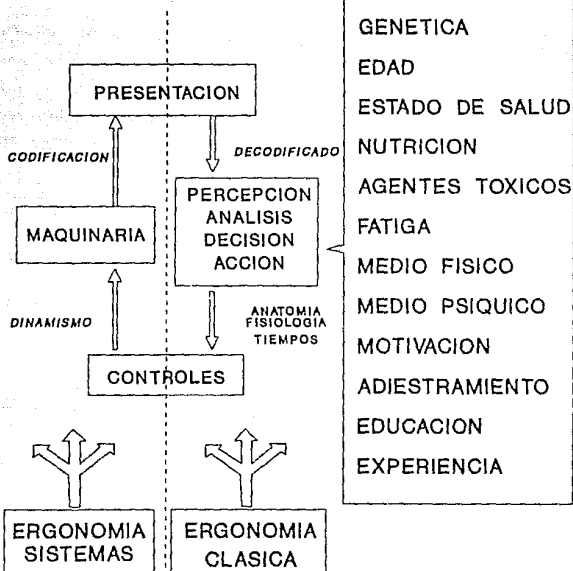 PRESENTACION
CODIFICACION
DECODIFICADO
PERCEPCION
ANALISIS
DECISION
ACCION
MAQUINARIA
DINAMISMO
ANATOMIA
FISIOLOGIA
TIEMPOS
CONTROLES
ERGONOMIA
SISTEMAS
ERGONOMIA
CLASICA
GENETICA
EDAD
ESTADO DE SALUD
NUTRICION
AGENTES TOXICOS
FATIGA
MEDIO FISICO
MEDIO PSIQUICO
MOTIVACION
ADIESTRAMIENTO
EDUCACION
EXPERIENCIA